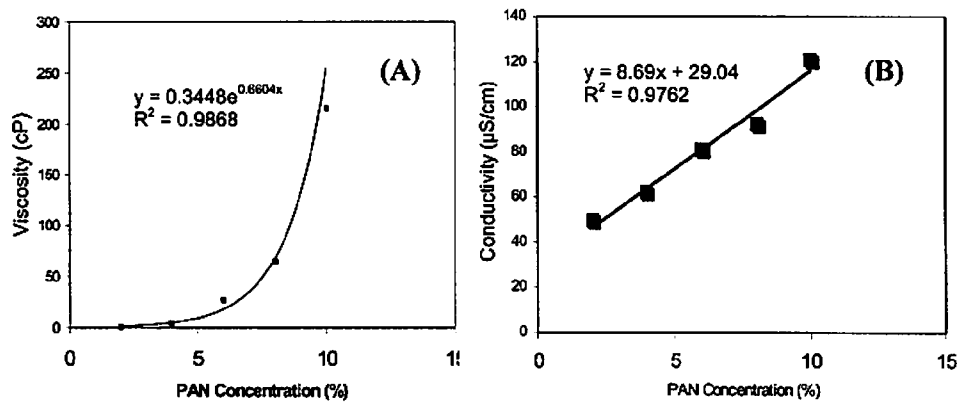 300
250
200
150
100
50
0
Viscosity (cP)
(A)
y = 0.3448e^0.6604x
R² = 0.9868
0 5 10 15
PAN Concentration (%)
140
120
100
80
60
40
20
0
Conductivity (µS/cm)
(B)
y = 8.69x + 29.04
R² = 0.9762
0 5 10 15
PAN Concentration (%)